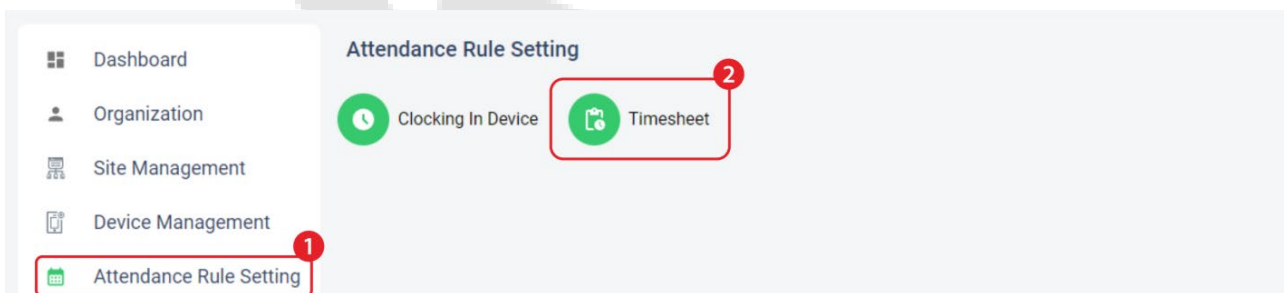 Dashboard
Organization
Site Management
Device Management
1
Attendance Rule Setting
Attendance Rule Setting
2
Clocking In Device
Timesheet